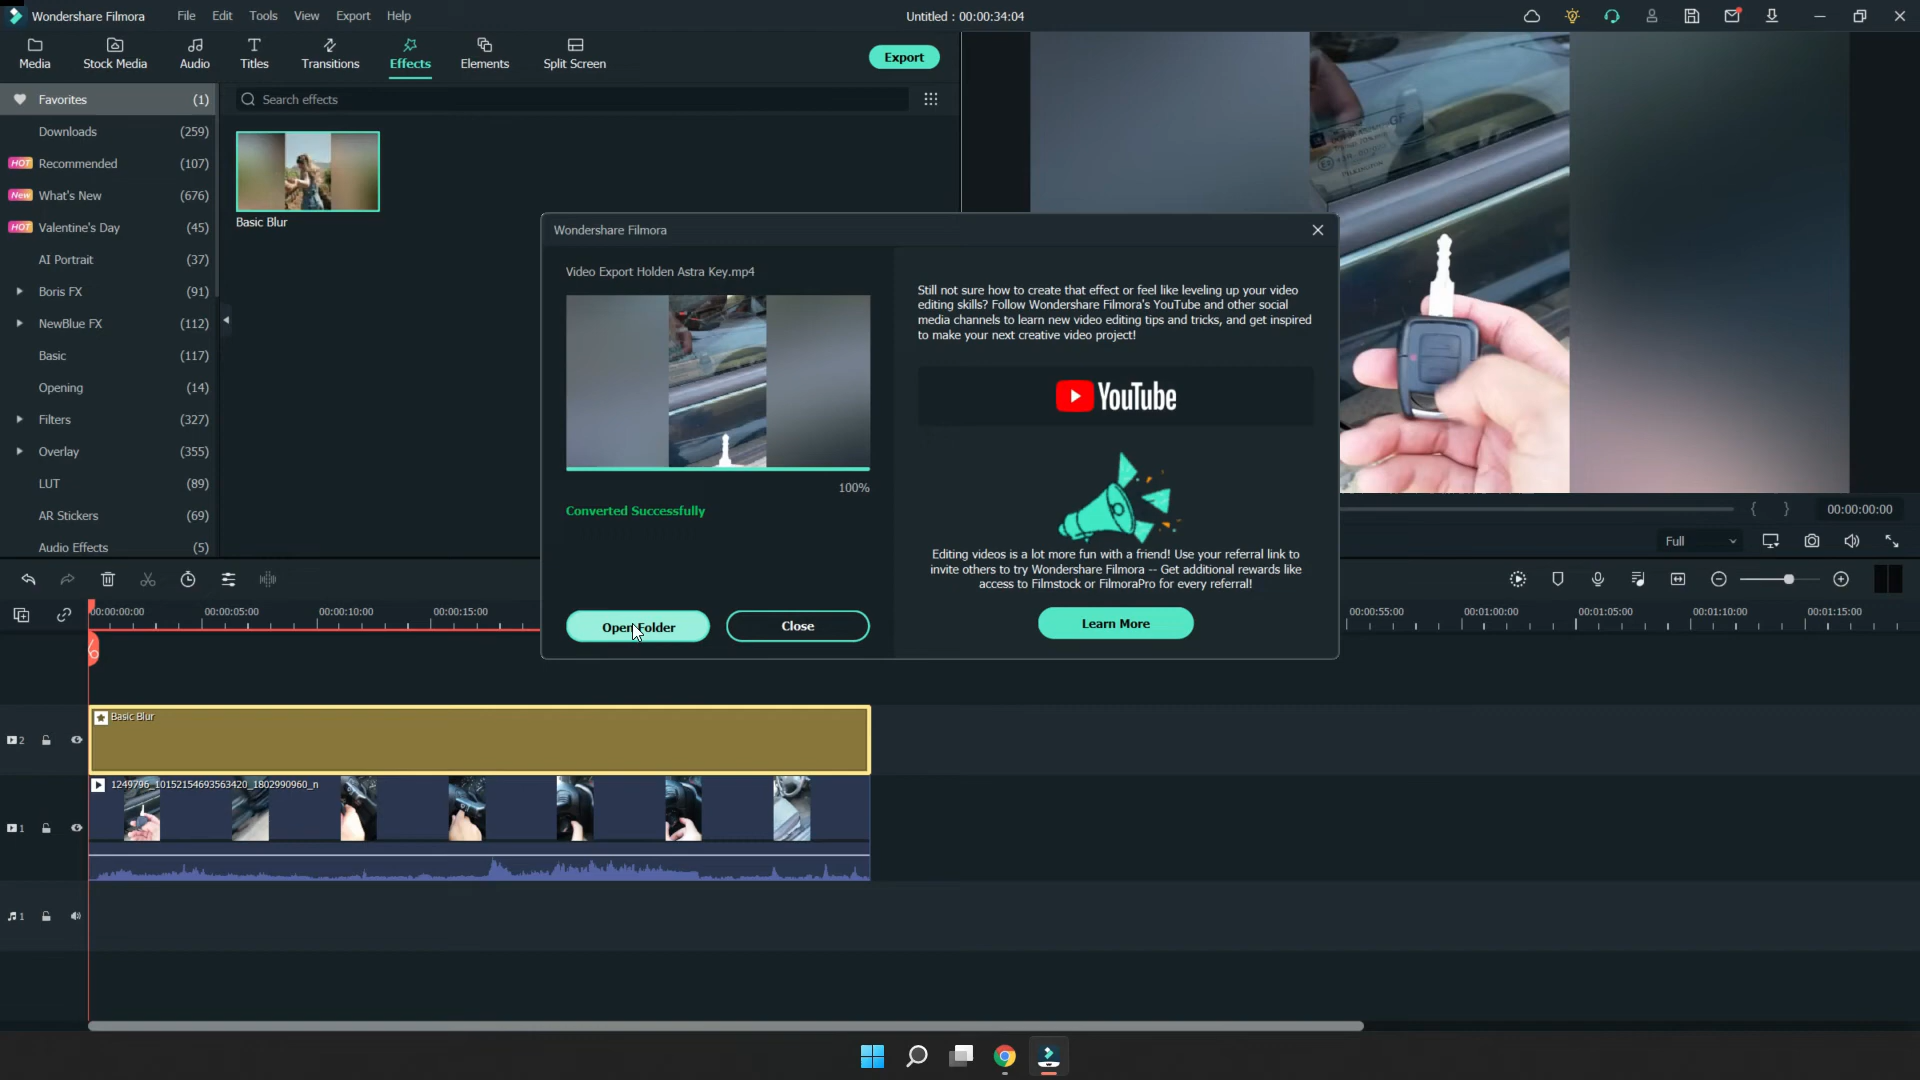 Wondershare Filmora
File
Edit
Tools
View
Export
Help
Untitled : 00:00:34:04
Media
Stock Media
Audio
Titles
Transitions
Effects
Elements
Split Screen
Export
Favorites (1)
Downloads (259)
HOT Recommended (107)
New What's New (676)
HOT Valentine's Day (45)
AI Portrait (37)
Boris FX (91)
NewBlue FX (112)
Basic (117)
Opening (14)
Filters (327)
Overlay (355)
LUT (89)
AR Stickers (69)
Audio Effects (5)
Search effects
Basic Blur
Wondershare Filmora
Video Export Holden Astra Key.mp4
100%
Converted Successfully
Open Folder
Close
Still not sure how to create that effect or feel like leveling up your video
editing skills? Follow Wondershare Filmora's YouTube and other social
media channels to learn new video editing tips and tricks, and get inspired
to make your next creative video project!
YouTube
Editing videos is a lot more fun with a friend! Use your referral link to
invite others to try Wondershare Filmora -- Get additional rewards like
access to Filmstock or FilmoraPro for every referral!
Learn More
GF
{ }
00:00:00:00
Full
00:00:00:00
00:00:05:00
00:00:10:00
00:00:15:00
00:00:55:00
00:01:00:00
00:01:05:00
00:01:10:00
00:01:15:00
2
Basic Blur
1
1249796_10152154693563420_1802990960_n
1